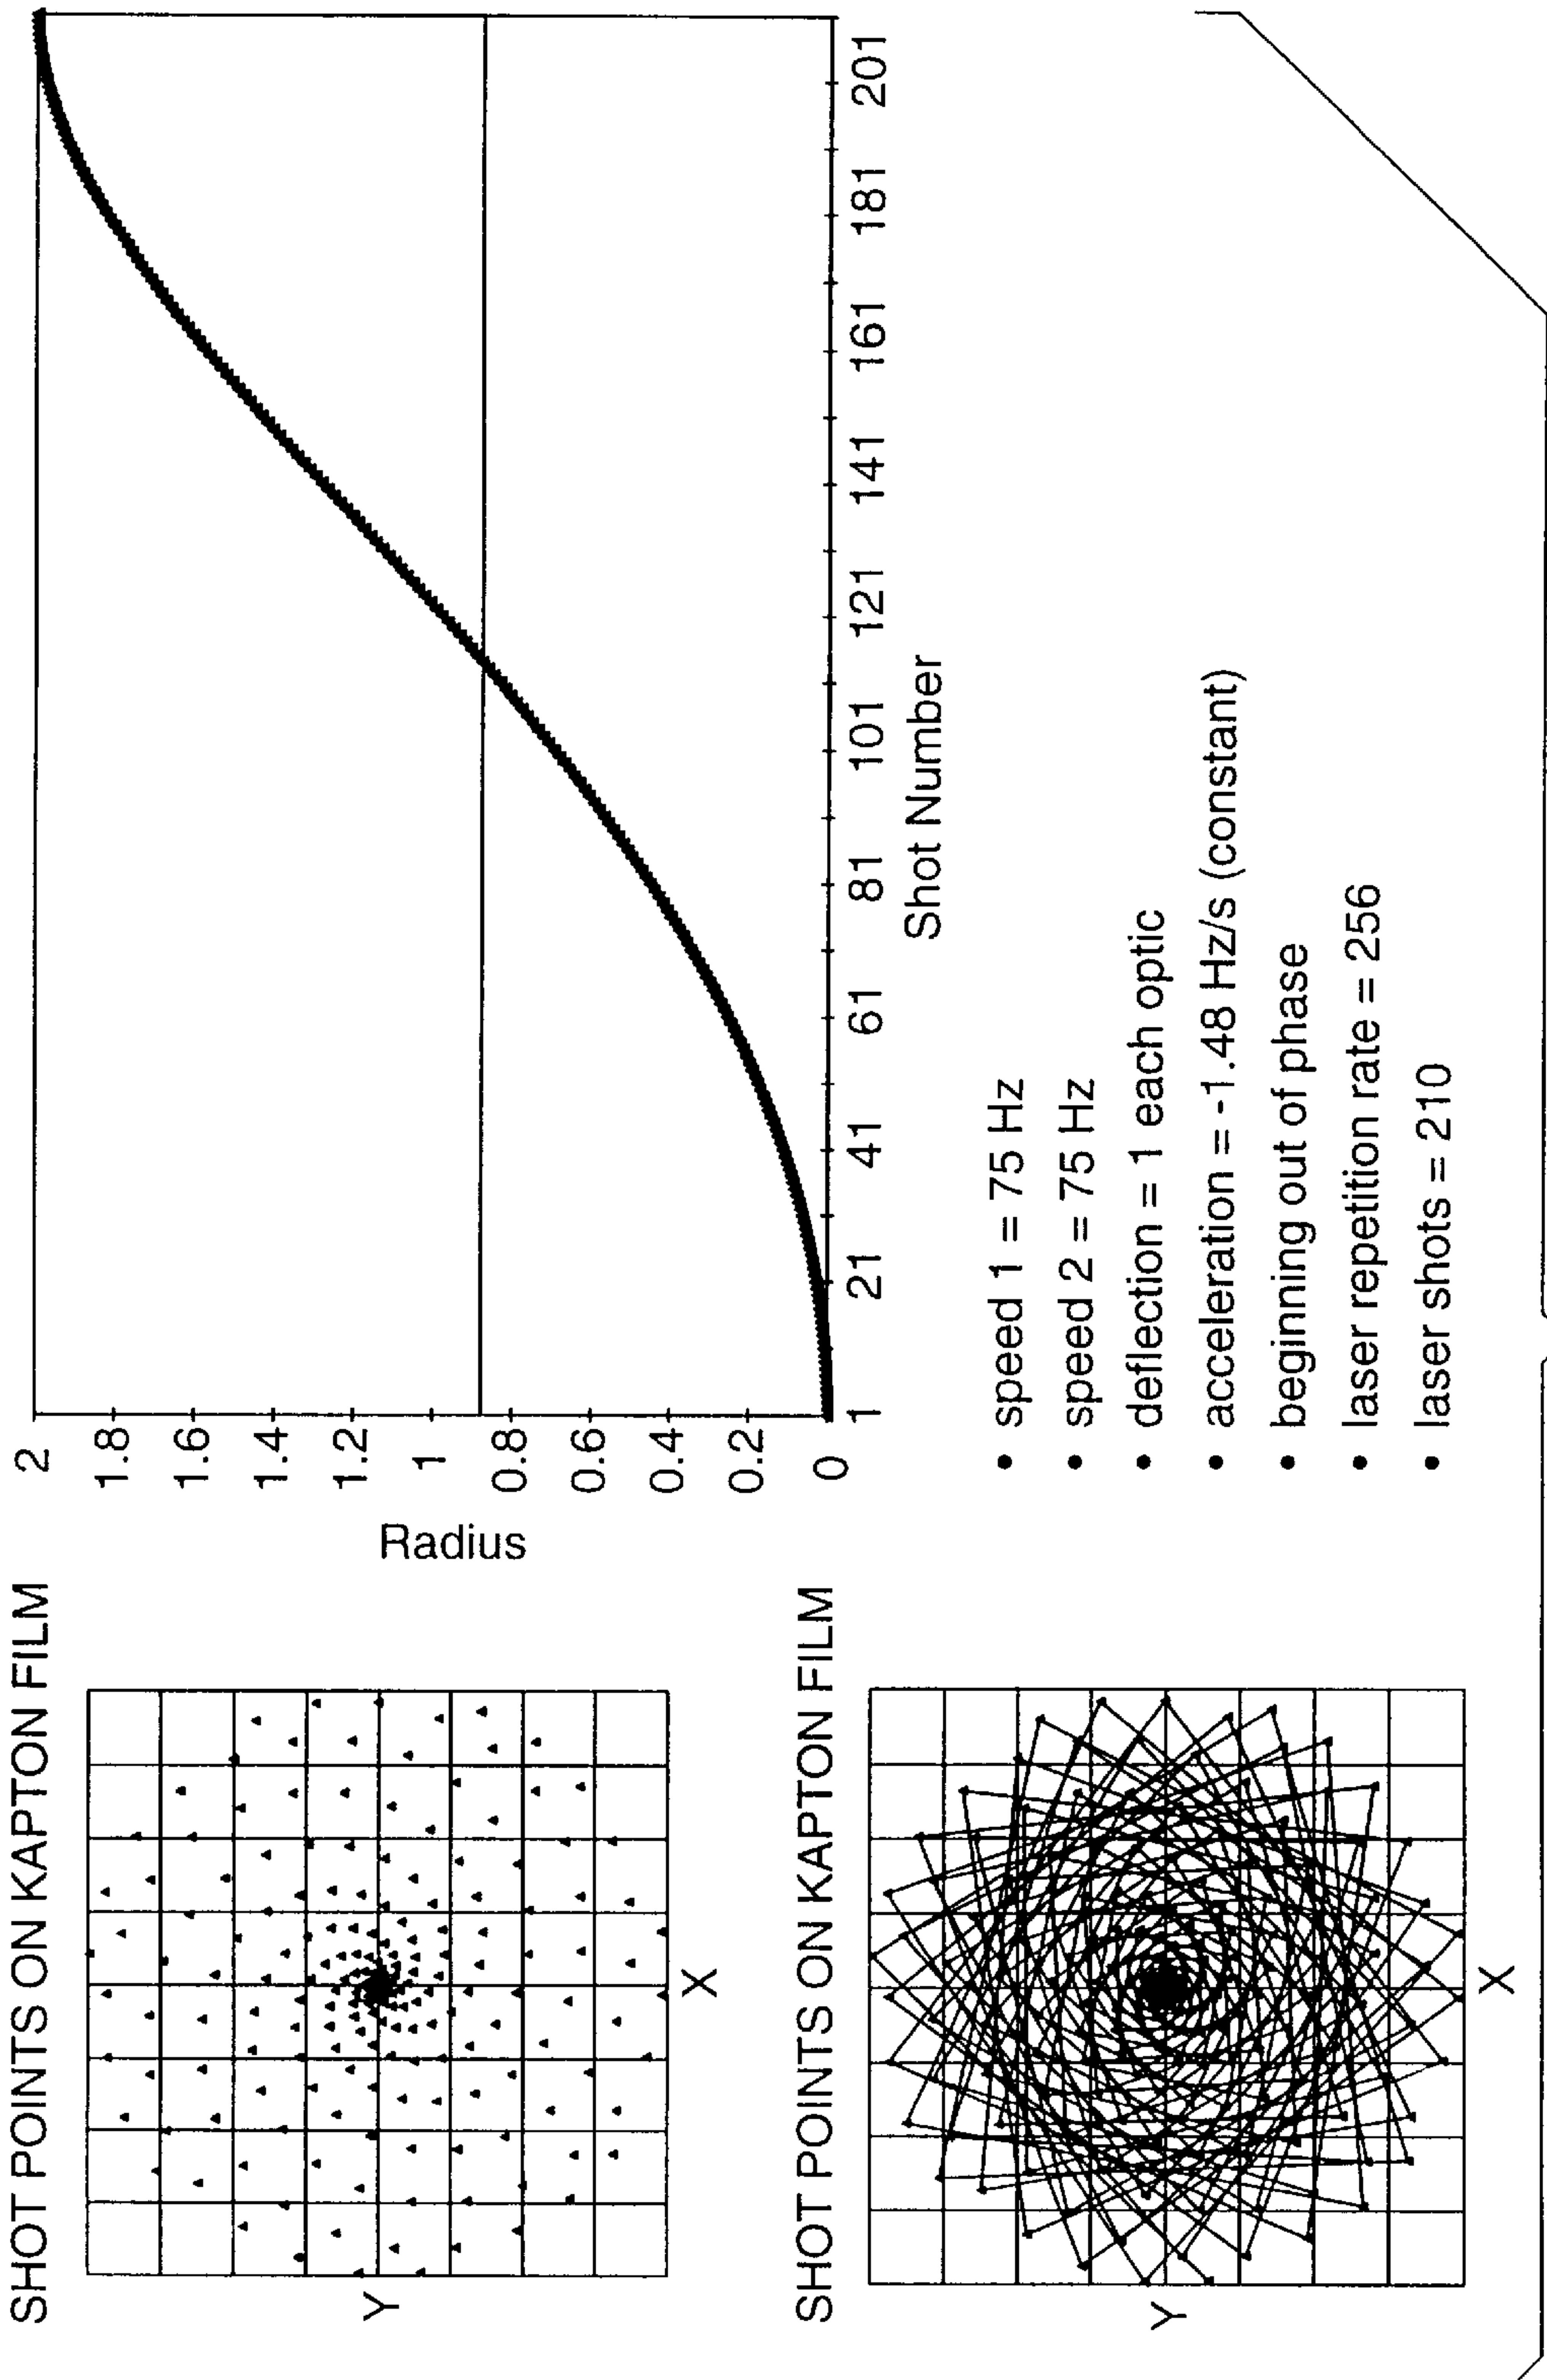 SHOT POINTS ON KAPTON FILM
Y
X
SHOT POINTS ON KAPTON FILM
Y
X
Radius
2
1.8
1.6
1.4
1.2
1
0.8
0.6
0.4
0.2
0
1 21 41 61 81 101 121 141 161 181 201
Shot Number
• speed 1 = 75 Hz
• speed 2 = 75 Hz
• deflection = 1 each optic
• acceleration = -1.48 Hz/s (constant)
• beginning out of phase
• laser repetition rate = 256
• laser shots = 210